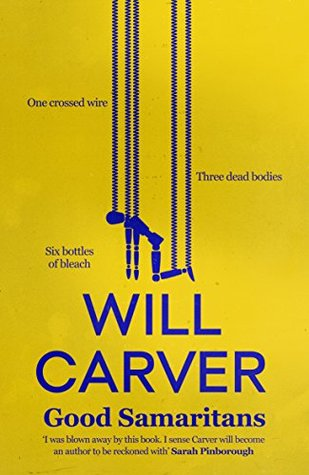 One crossed wire
Three dead bodies
Six bottles
of bleach
WILL
CARVER
Good Samaritans
'I was blown away by this book. I sense Carver will become
an author to be reckoned with' Sarah Pinborough